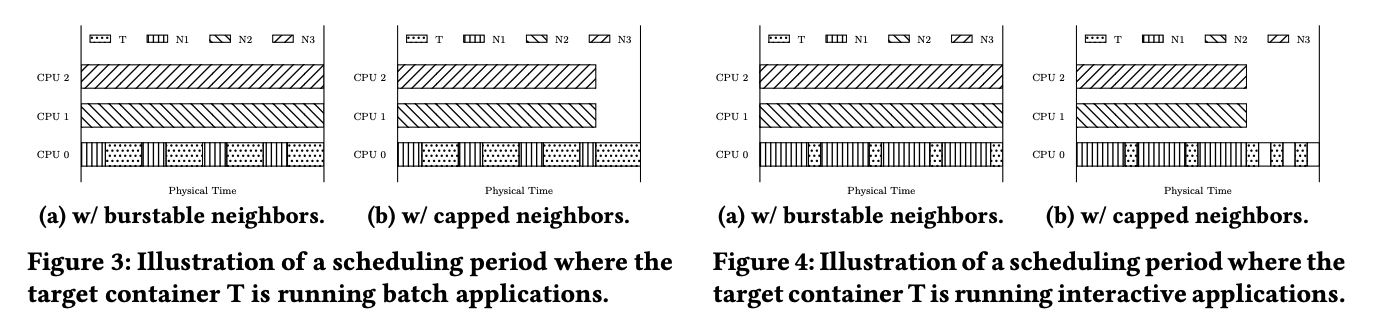 T N1 N2 N3
CPU 2
CPU 1
CPU 0
Physical Time
(a) w/ burstable neighbors.
T N1 N2 N3
CPU 2
CPU 1
CPU 0
Physical Time
(b) w/ capped neighbors.
Figure 3: Illustration of a scheduling period where the
target container T is running batch applications.
T N1 N2 N3
CPU 2
CPU 1
CPU 0
Physical Time
(a) w/ burstable neighbors.
T N1 N2 N3
CPU 2
CPU 1
CPU 0
Physical Time
(b) w/ capped neighbors.
Figure 4: Illustration of a scheduling period where the
target container T is running interactive applications.